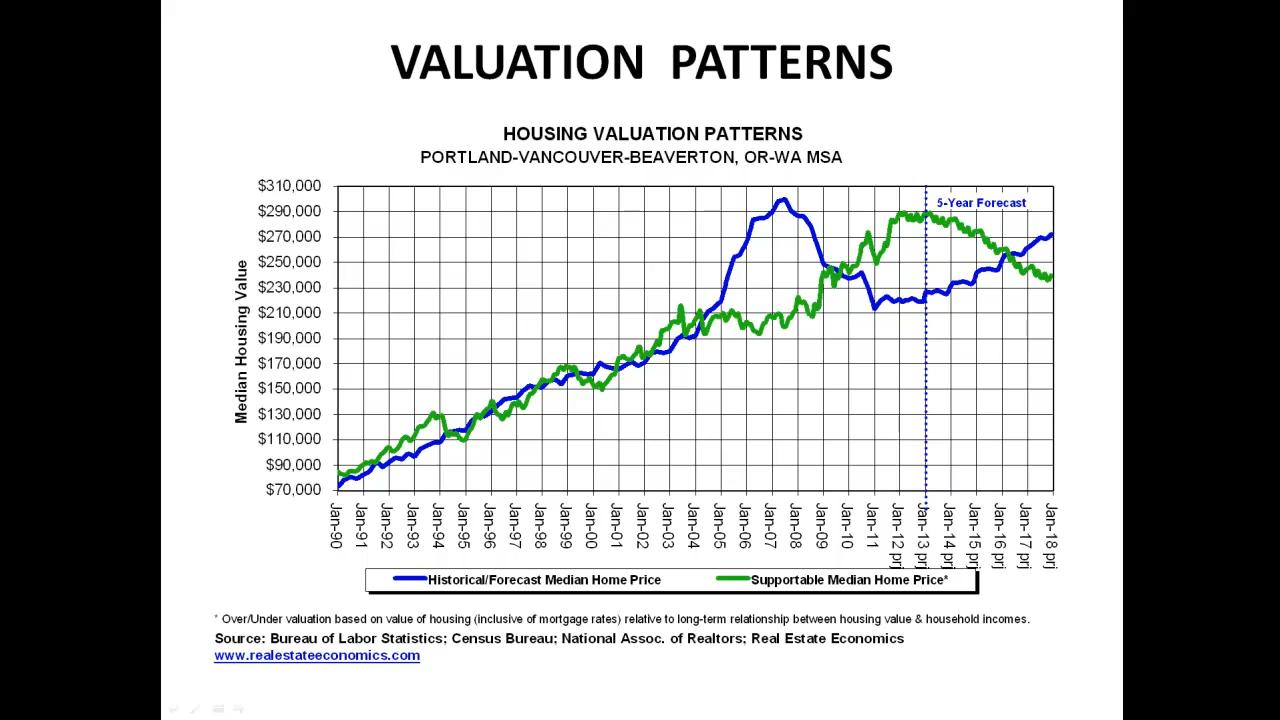 VALUATION PATTERNS
HOUSING VALUATION PATTERNS
PORTLAND-VANCOUVER-BEAVERTON, OR-WA MSA
$310,000
$290,000
$270,000
$250,000
$230,000
$210,000
$190,000
$170,000
$150,000
$130,000
$110,000
$90,000
$70,000
Median Housing Value
5-Year Forecast
Jan-90
Jan-91
Jan-92
Jan-93
Jan-94
Jan-95
Jan-96
Jan-97
Jan-98
Jan-99
Jan-00
Jan-01
Jan-02
Jan-03
Jan-04
Jan-05
Jan-06
Jan-07
Jan-08
Jan-09
Jan-10
Jan-11
Jan-12 prj
Jan-13 prj
Jan-14 prj
Jan-15 prj
Jan-16 prj
Jan-17 prj
Jan-18 prj
Historical/Forecast Median Home Price
Supportable Median Home Price*
* Over/Under valuation based on value of housing (inclusive of mortgage rates) relative to long-term relationship between housing value & household incomes.
Source: Bureau of Labor Statistics; Census Bureau; National Assoc. of Realtors; Real Estate Economics
www.realestateeconomics.com